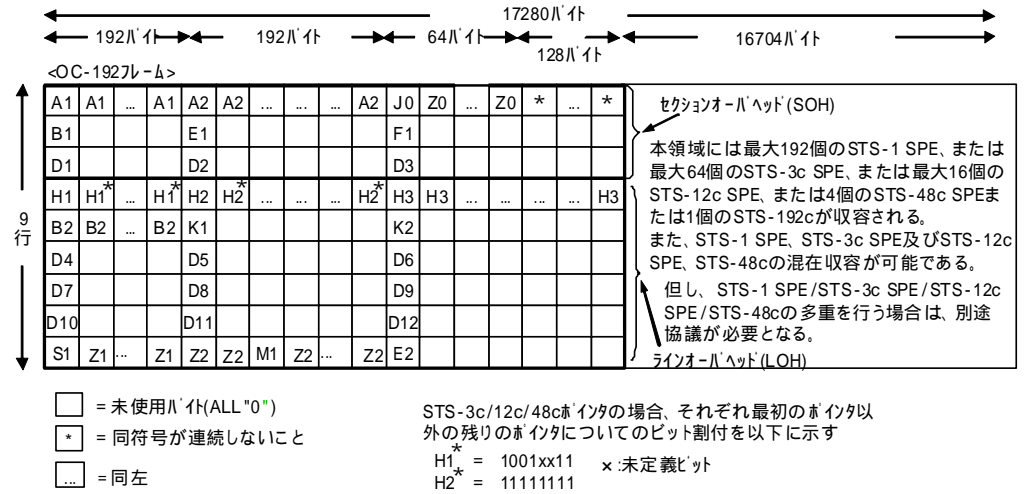 17280バイト
192バイト 192バイト 64バイト 128バイト 16704バイト
<OC-192フレーム>
A1 A1 ... A1 A2 A2 ... ... ... A2 J0 Z0 ... Z0 * ... *
B1 E1 F1
D1 D2 D3
H1 H1* ... H1* H2 H2* ... ... ... H2* H3 H3 ... ... ... ... H3
B2 B2 ... B2 K1 K2
D4 D5 D6
D7 D8 D9
D10 D11 D12
S1 Z1 ... Z1 Z2 Z2 M1 Z2 ... Z2 E2
9
行
セクションオーバヘッド(SOH)
本領域には最大192個のSTS-1 SPE、または
最大64個のSTS-3c SPE、または最大16個の
STS-12c SPE、または4個のSTS-48c SPEま
たは1個のSTS-192cが収容される。
また、STS-1 SPE、STS-3c SPE及びSTS-12c
SPE、STS-48cの混在収容が可能である。
但し、STS-1 SPE/STS-3c SPE/STS-12c
SPE/STS-48cの多重を行う場合は、別途
協議が必要となる。
ラインオーバヘッド(LOH)
=未使用バイト(ALL"0")
* =同符号が連続しないこと
... =同左
STS-3c/12c/48cポインタの場合、それぞれ最初のポインタ以
外の残りのポインタについてのビット割付を以下に示す
H1* = 1001xx11 ×:未定義ビット
H2* = 11111111